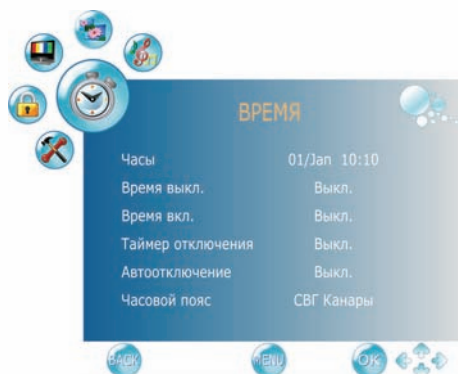 ВРЕМЯ
Часы 01/Jan 10:10
Время выкл. Выкл.
Время вкл. Выкл.
Таймер отключения Выкл.
Автоотключение Выкл.
Часовой пояс СВГ Канары
BACK MENU OK